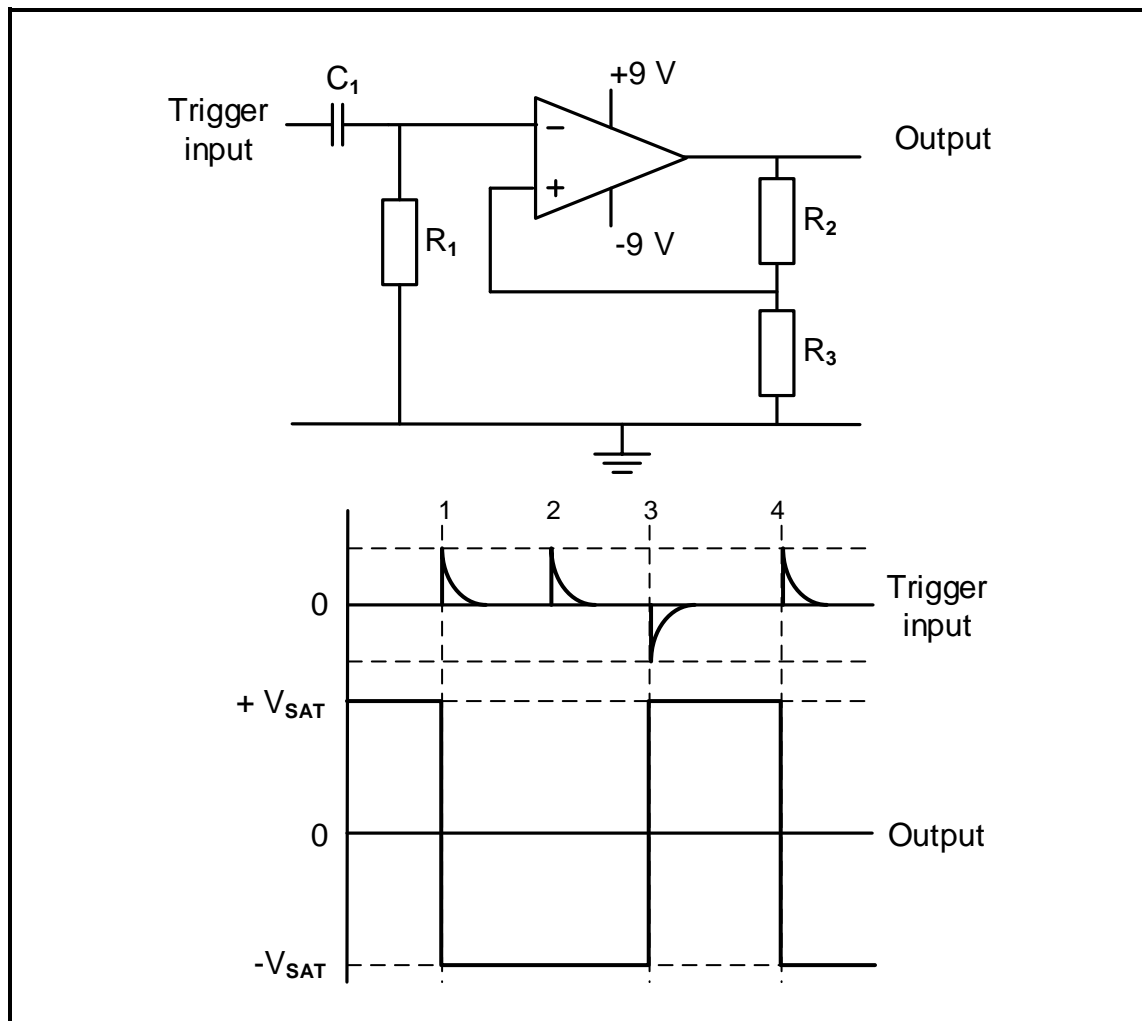 +9 V
C1
Trigger
input
Output
−
+
R2
R1
-9 V
R3
1 2 3 4
0
Trigger
input
+ VSAT
0
Output
-VSAT